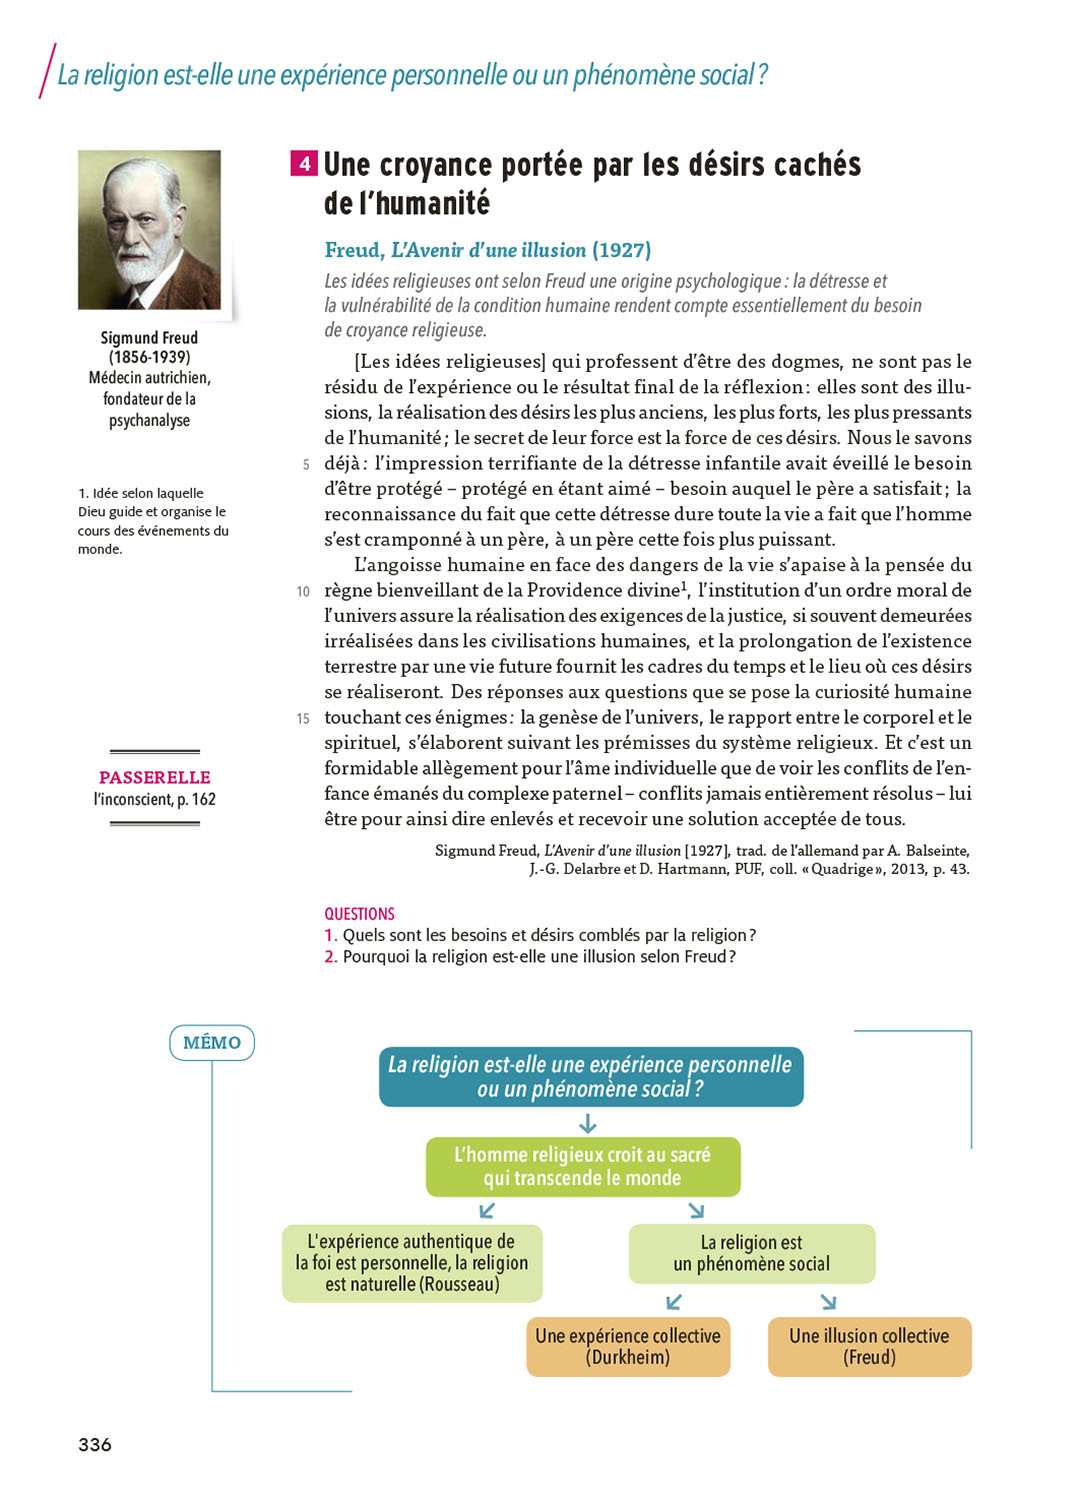 La religion est-elle une expérience personnelle ou un phénomène social ?
Sigmund Freud
(1856-1939)
Médecin autrichien,
fondateur de la
psychanalyse
1. Idée selon laquelle
Dieu guide et organise le
cours des événements du
monde.
PASSERELLE
l'inconscient, p. 162
4 Une croyance portée par les désirs cachés
de l'humanité
Freud, L'Avenir d'une illusion (1927)
Les idées religieuses ont selon Freud une origine psychologique : la détresse et
la vulnérabilité de la condition humaine rendent compte essentiellement du besoin
de croyance religieuse.
[Les idées religieuses] qui professent d'être des dogmes, ne sont pas le
résidu de l'expérience ou le résultat final de la réflexion : elles sont des illu-
sions, la réalisation des désirs les plus anciens, les plus forts, les plus pressants
de l'humanité ; le secret de leur force est la force de ces désirs. Nous le savons
5 déjà : l'impression terrifiante de la détresse infantile avait éveillé le besoin
d'être protégé – protégé en étant aimé – besoin auquel le père a satisfait ; la
reconnaissance du fait que cette détresse dure toute la vie a fait que l'homme
s'est cramponné à un père, à un père cette fois plus puissant.
L'angoisse humaine en face des dangers de la vie s'apaise à la pensée du
10 règne bienveillant de la Providence divine¹, l'institution d'un ordre moral de
l'univers assure la réalisation des exigences de la justice, si souvent demeurées
irréalisées dans les civilisations humaines, et la prolongation de l'existence
terrestre par une vie future fournit les cadres du temps et le lieu où ces désirs
se réaliseront. Des réponses aux questions que se pose la curiosité humaine
15 touchant ces énigmes : la genèse de l'univers, le rapport entre le corporel et le
spirituel, s'élaborent suivant les prémisses du système religieux. Et c'est un
formidable allègement pour l'âme individuelle que de voir les conflits de l'en-
fance émanés du complexe paternel – conflits jamais entièrement résolus – lui
être pour ainsi dire enlevés et recevoir une solution acceptée de tous.
Sigmund Freud, L'Avenir d'une illusion [1927], trad. de l'allemand par A. Balseinte,
J.-G. Delarbre et D. Hartmann, PUF, coll. « Quadrige », 2013, p. 43.
QUESTIONS
1. Quels sont les besoins et désirs comblés par la religion ?
2. Pourquoi la religion est-elle une illusion selon Freud ?
MÉMO
La religion est-elle une expérience personnelle
ou un phénomène social ?
L'homme religieux croit au sacré
qui transcende le monde
L'expérience authentique de
la foi est personnelle, la religion
est naturelle (Rousseau)
La religion est
un phénomène social
Une expérience collective
(Durkheim)
Une illusion collective
(Freud)
336